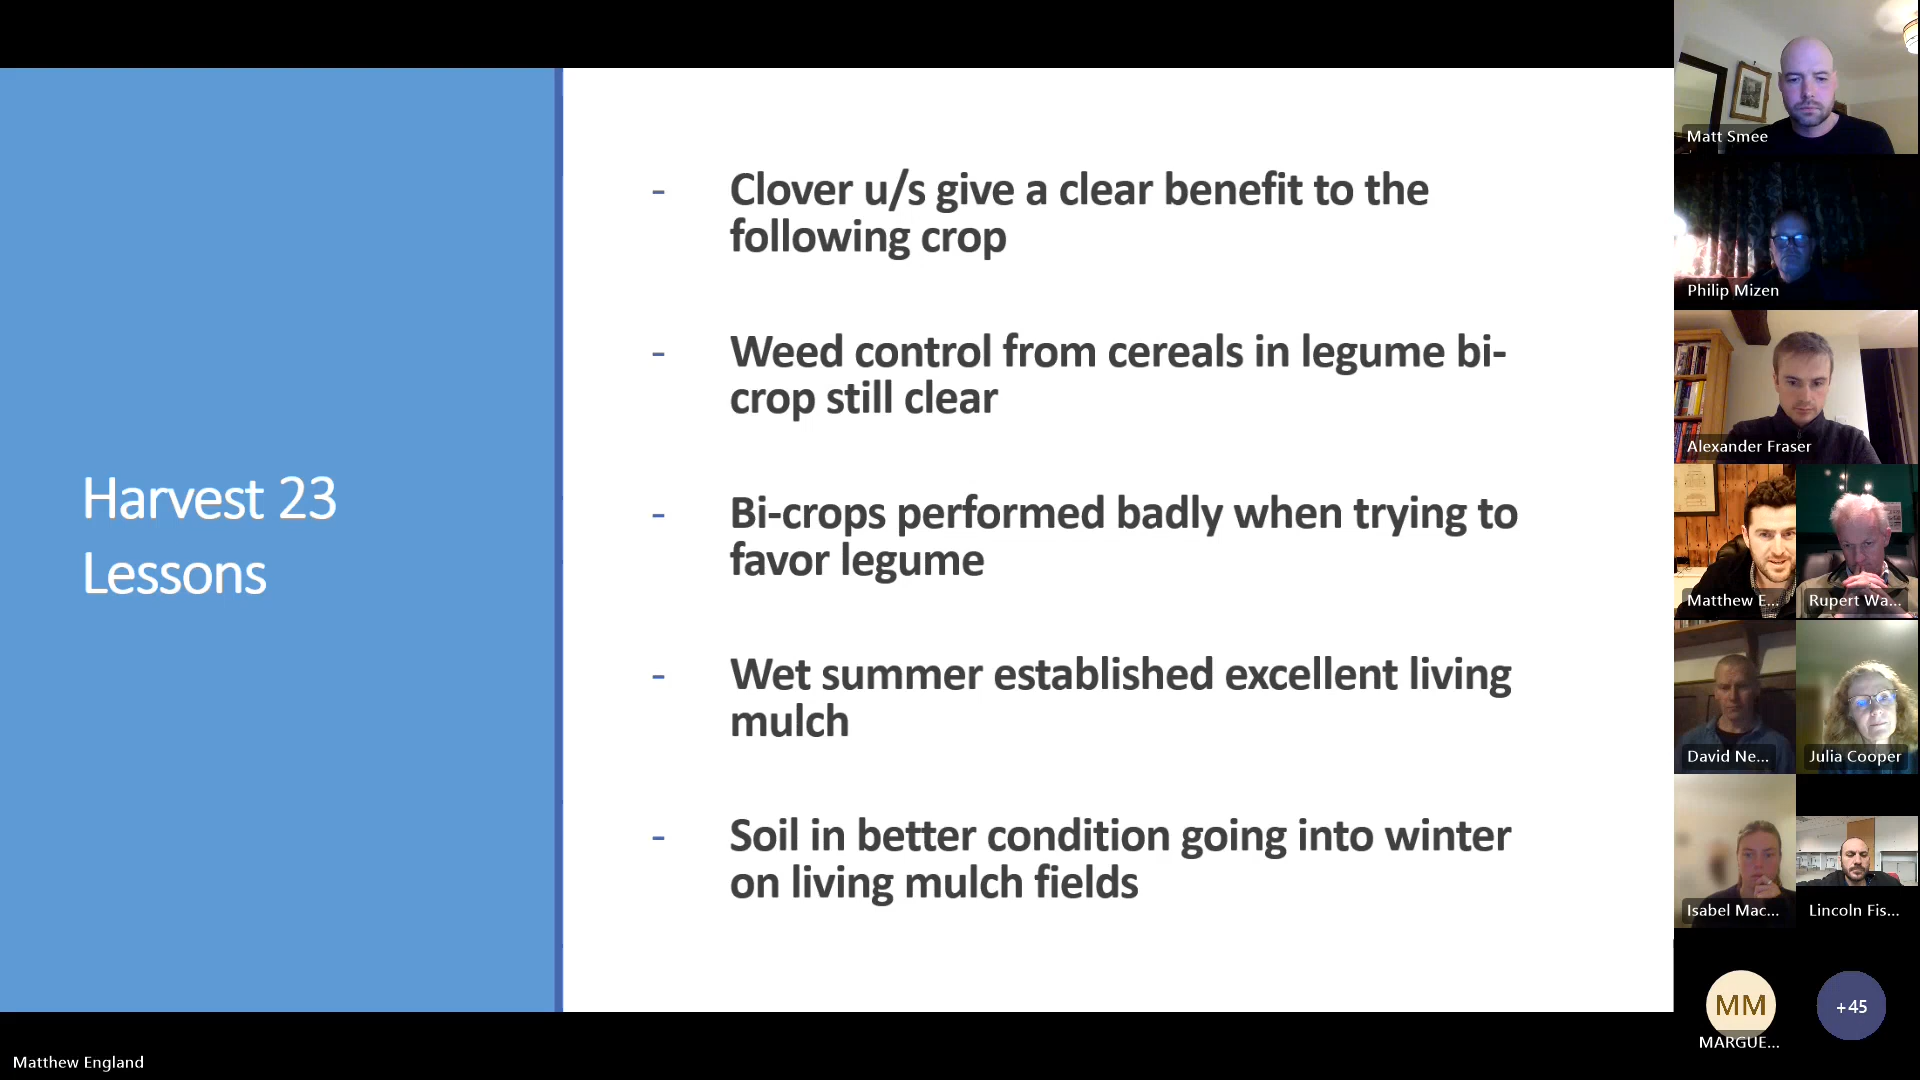 Harvest 23
Lessons
- Clover u/s give a clear benefit to the
following crop
- Weed control from cereals in legume bi-
crop still clear
- Bi-crops performed badly when trying to
favor legume
- Wet summer established excellent living
mulch
- Soil in better condition going into winter
on living mulch fields
Matt Smee
Philip Mizen
Alexander Fraser
Matthew E...
Rupert Wa...
David Ne...
Julia Cooper
Isabel Mac...
Lincoln Fis...
MM
MARGUE...
+45
Matthew England